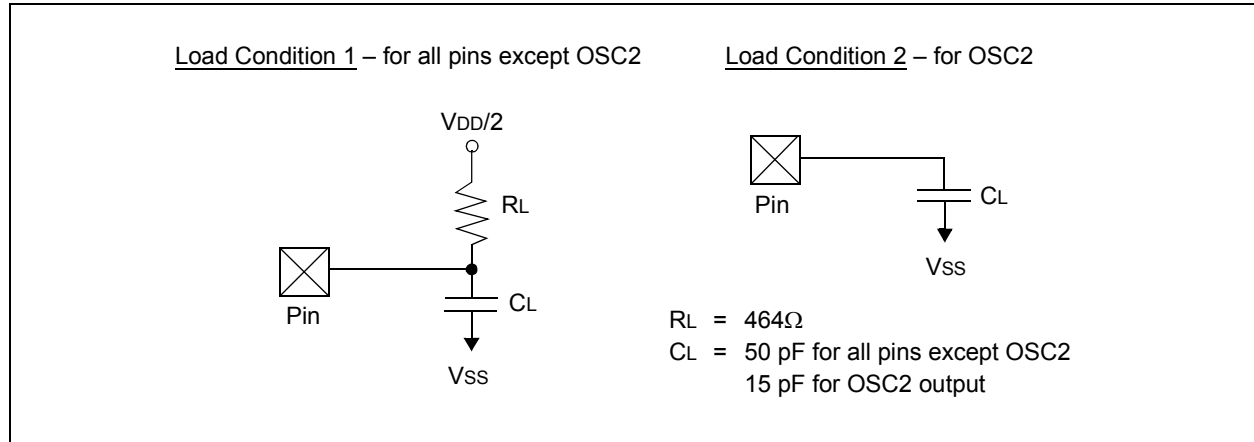 Load Condition 1 – for all pins except OSC2
VDD/2
RL
Pin
CL
VSS
Load Condition 2 – for OSC2
Pin
CL
VSS
RL = 464Ω
CL = 50 pF for all pins except OSC2
15 pF for OSC2 output